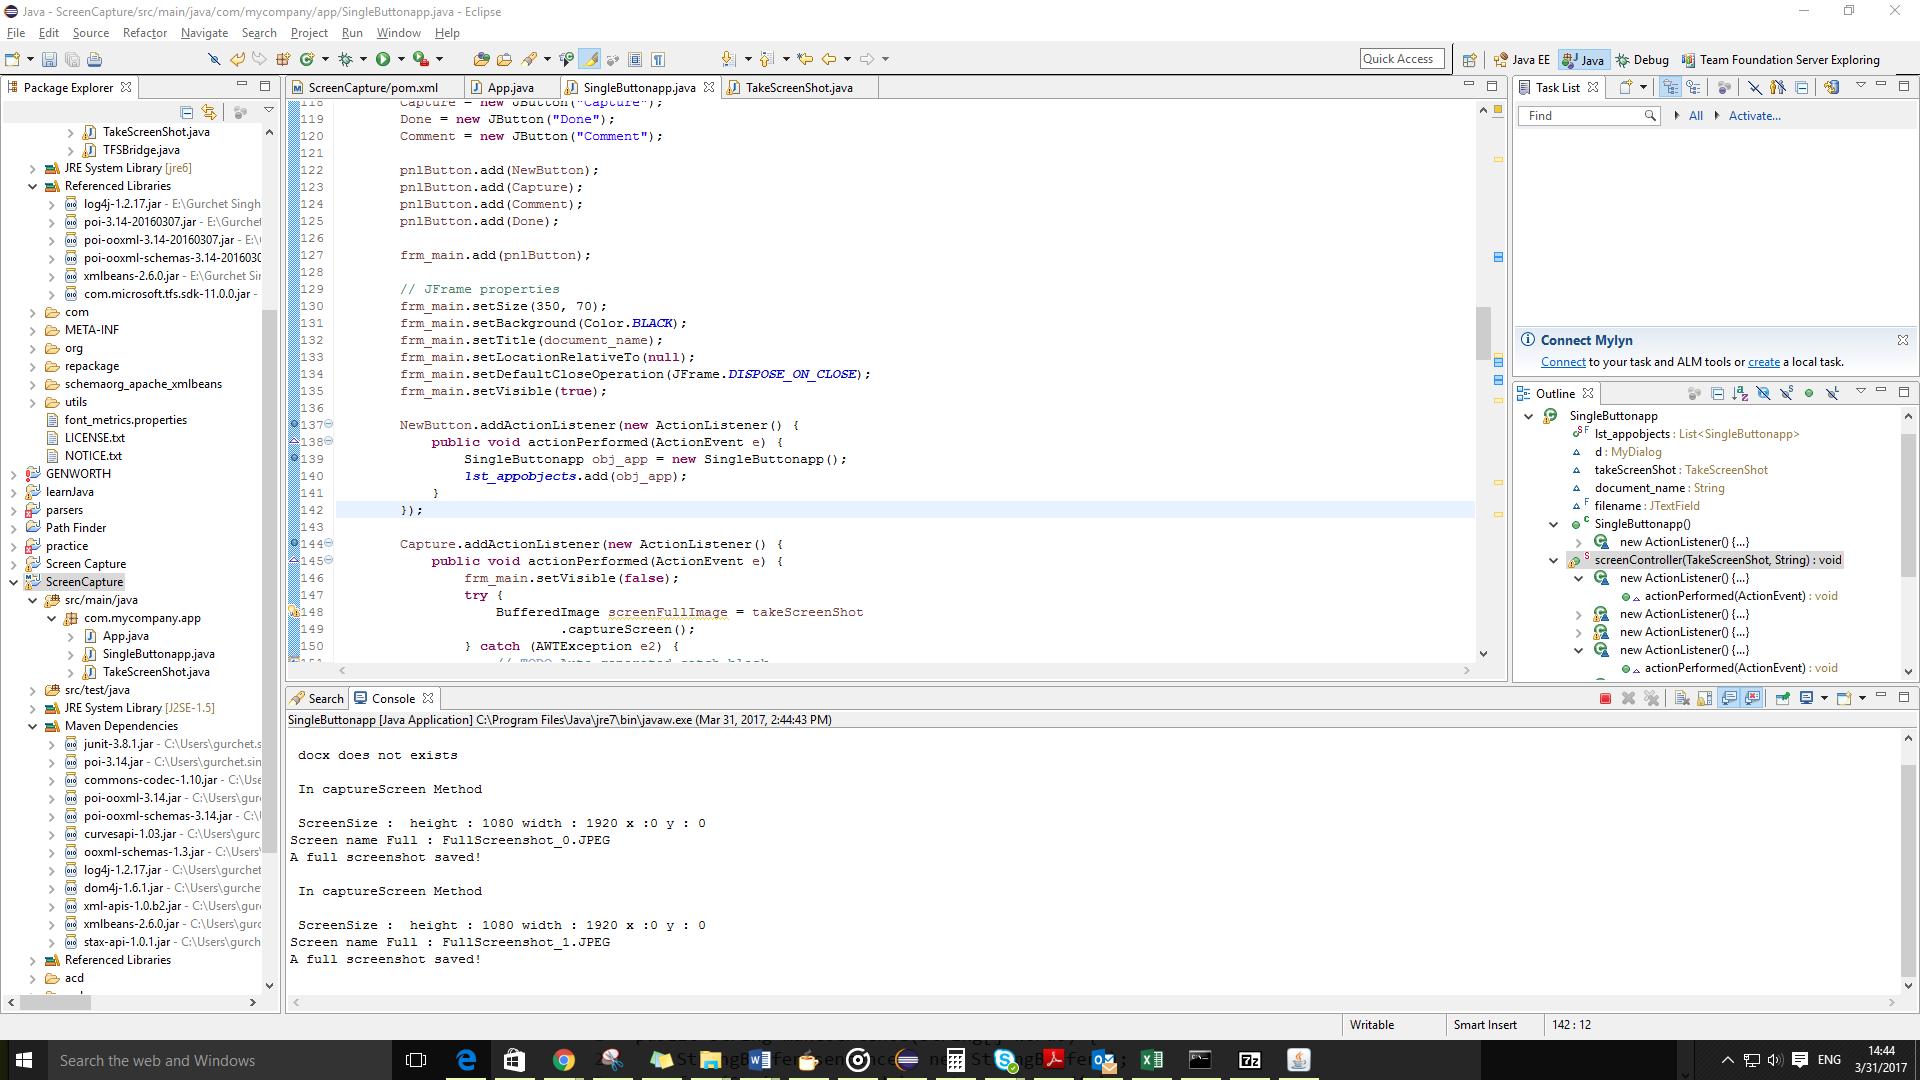 Java - ScreenCapture/src/main/java/com/mycompany/app/SingleButtonapp.java - Eclipse
File Edit Source Refactor Navigate Search Project Run Window Help
Quick Access
Java EE Java Debug Team Foundation Server Exploring
Package Explorer
TakeScreenShot.java
TFSBridge.java
JRE System Library [jre6]
Referenced Libraries
log4j-1.2.17.jar - E:\Gurchet Singh
poi-3.14-20160307.jar - E:\Gurchet
poi-ooxml-3.14-20160307.jar - E:\
poi-ooxml-schemas-3.14-2016030
xmlbeans-2.6.0.jar - E:\Gurchet Sir
com.microsoft.tfs.sdk-11.0.0.jar -
com
META-INF
org
repackage
schemaorg_apache_xmlbeans
utils
font_metrics.properties
LICENSE.txt
NOTICE.txt
GENWORTH
learnJava
parsers
Path Finder
practice
Screen Capture
ScreenCapture
src/main/java
com.mycompany.app
App.java
SingleButtonapp.java
TakeScreenShot.java
src/test/java
JRE System Library [J2SE-1.5]
Maven Dependencies
junit-3.8.1.jar - C:\Users\gurchet.s
poi-3.14.jar - C:\Users\gurchet.sin
commons-codec-1.10.jar - C:\Use
poi-ooxml-3.14.jar - C:\Users\gur
poi-ooxml-schemas-3.14.jar - C:\
curvesapi-1.03.jar - C:\Users\gurc
ooxml-schemas-1.3.jar - C:\Users\
log4j-1.2.17.jar - C:\Users\gurchet
dom4j-1.6.1.jar - C:\Users\gurche
xml-apis-1.0.b2.jar - C:\Users\gu
xmlbeans-2.6.0.jar - C:\Users\gur
stax-api-1.0.1.jar - C:\Users\gurch
Referenced Libraries
acd
ScreenCapture/pom.xml App.java SingleButtonapp.java TakeScreenShot.java
118 Capture = new JButton("Capture");
119 Done = new JButton("Done");
120 Comment = new JButton("Comment");
121
122 pnlButton.add(NewButton);
123 pnlButton.add(Capture);
124 pnlButton.add(Comment);
125 pnlButton.add(Done);
126
127 frm_main.add(pnlButton);
128
129 // JFrame properties
130 frm_main.setSize(350, 70);
131 frm_main.setBackground(Color.BLACK);
132 frm_main.setTitle(document_name);
133 frm_main.setLocationRelativeTo(null);
134 frm_main.setDefaultCloseOperation(JFrame.DISPOSE_ON_CLOSE);
135 frm_main.setVisible(true);
136
137 NewButton.addActionListener(new ActionListener() {
138 public void actionPerformed(ActionEvent e) {
139 SingleButtonapp obj_app = new SingleButtonapp();
140 lst_appobjects.add(obj_app);
141 }
142 });
143
144 Capture.addActionListener(new ActionListener() {
145 public void actionPerformed(ActionEvent e) {
146 frm_main.setVisible(false);
147 try {
148 BufferedImage screenFullImage = takeScreenShot
149 .captureScreen();
150 } catch (AWTException e2) {
151 // TODO Auto-generated catch block
Task List
Find All Activate...
Connect Mylyn
Connect to your task and ALM tools or create a local task.
Outline
SingleButtonapp
lst_appobjects : List<SingleButtonapp>
d : MyDialog
takeScreenShot : TakeScreenShot
document_name : String
filename : JTextField
SingleButtonapp()
new ActionListener() {...}
screenController(TakeScreenShot, String) : void
new ActionListener() {...}
actionPerformed(ActionEvent) : void
new ActionListener() {...}
new ActionListener() {...}
new ActionListener() {...}
actionPerformed(ActionEvent) : void
Search Console
SingleButtonapp [Java Application] C:\Program Files\Java\jre7\bin\javaw.exe (Mar 31, 2017, 2:44:43 PM)
docx does not exists
In captureScreen Method
ScreenSize :  height : 1080 width : 1920 x :0 y : 0
Screen name Full : FullScreenshot_0.JPEG
A full screenshot saved!
In captureScreen Method
ScreenSize :  height : 1080 width : 1920 x :0 y : 0
Screen name Full : FullScreenshot_1.JPEG
A full screenshot saved!
Writable Smart Insert 142 : 12
Search the web and Windows
ENG
14:44
3/31/2017